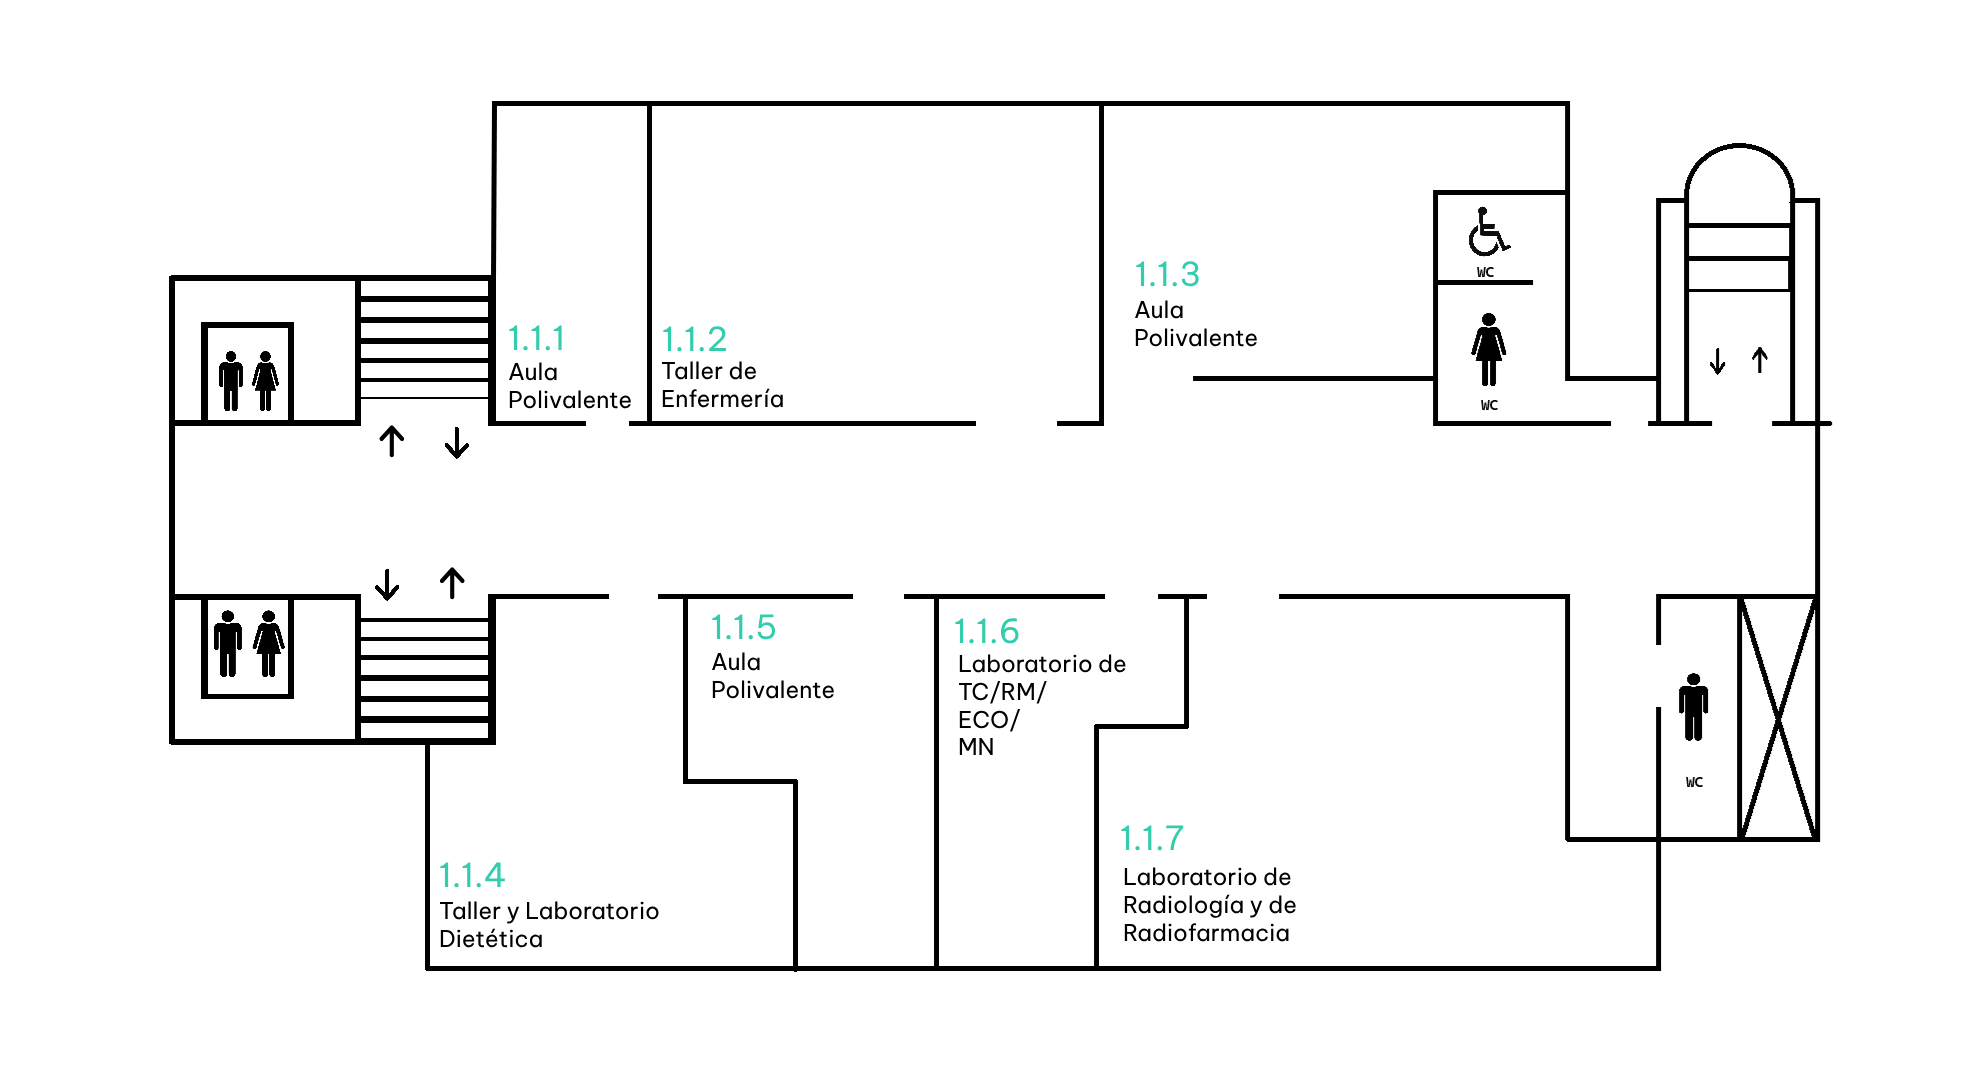 1.1.1
Aula
Polivalente
1.1.2
Taller de
Enfermería
1.1.3
Aula
Polivalente
WC
WC
1.1.4
Taller y Laboratorio
Dietética
1.1.5
Aula
Polivalente
1.1.6
Laboratorio de
TC/RM/
ECO/
MN
1.1.7
Laboratorio de
Radiología y de
Radiofarmacia
WC